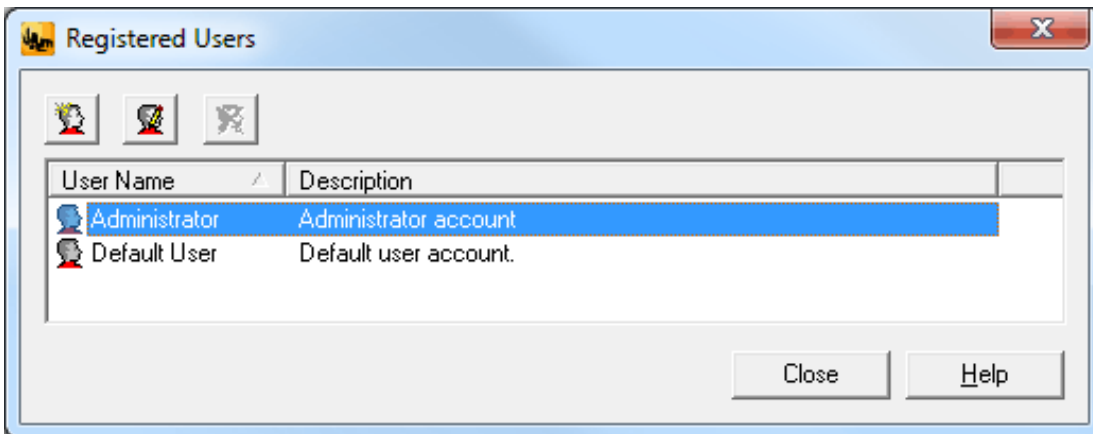 Registered Users
User Name Description
Administrator Administrator account
Default User Default user account.
Close Help